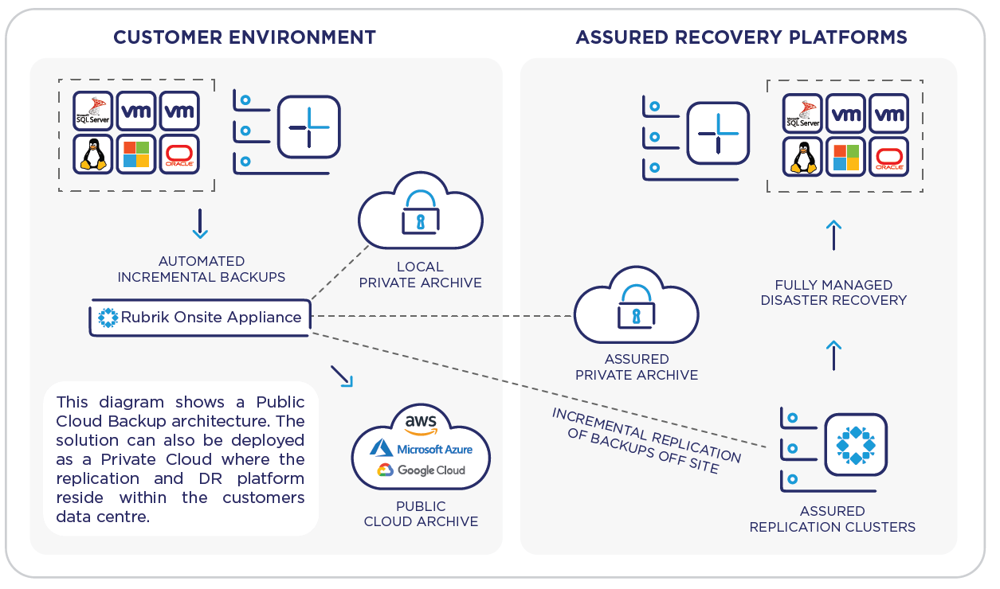 CUSTOMER ENVIRONMENT
Microsoft
SQL Server
vm
vm
ORACLE
AUTOMATED
INCREMENTAL BACKUPS
Rubrik Onsite Appliance
LOCAL
PRIVATE ARCHIVE
This diagram shows a Public
Cloud Backup architecture. The
solution can also be deployed
as a Private Cloud where the
replication and DR platform
reside within the customers
data centre.
aws
Microsoft Azure
Google Cloud
PUBLIC
CLOUD ARCHIVE
ASSURED RECOVERY PLATFORMS
Microsoft
SQL Server
vm
vm
ORACLE
ASSURED
PRIVATE ARCHIVE
FULLY MANAGED
DISASTER RECOVERY
INCREMENTAL REPLICATION
OF BACKUPS OFF SITE
ASSURED
REPLICATION CLUSTERS